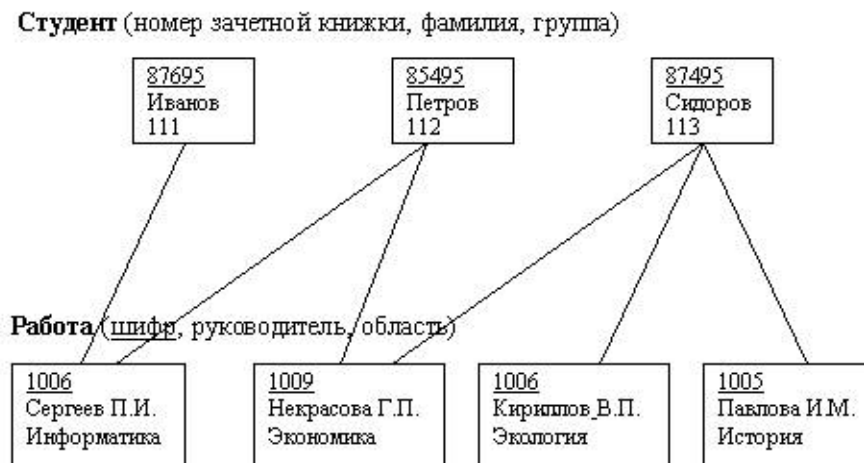 Студент (номер зачетной книжки, фамилия, группа)
87695
Иванов
111
85495
Петров
112
87495
Сидоров
113
Работа (шифр, руководитель, область)
1006
Сергеев П.И.
Информатика
1009
Некрасова Г.П.
Экономика
1006
Кириллов В.П.
Экология
1005
Павлова И.М.
История